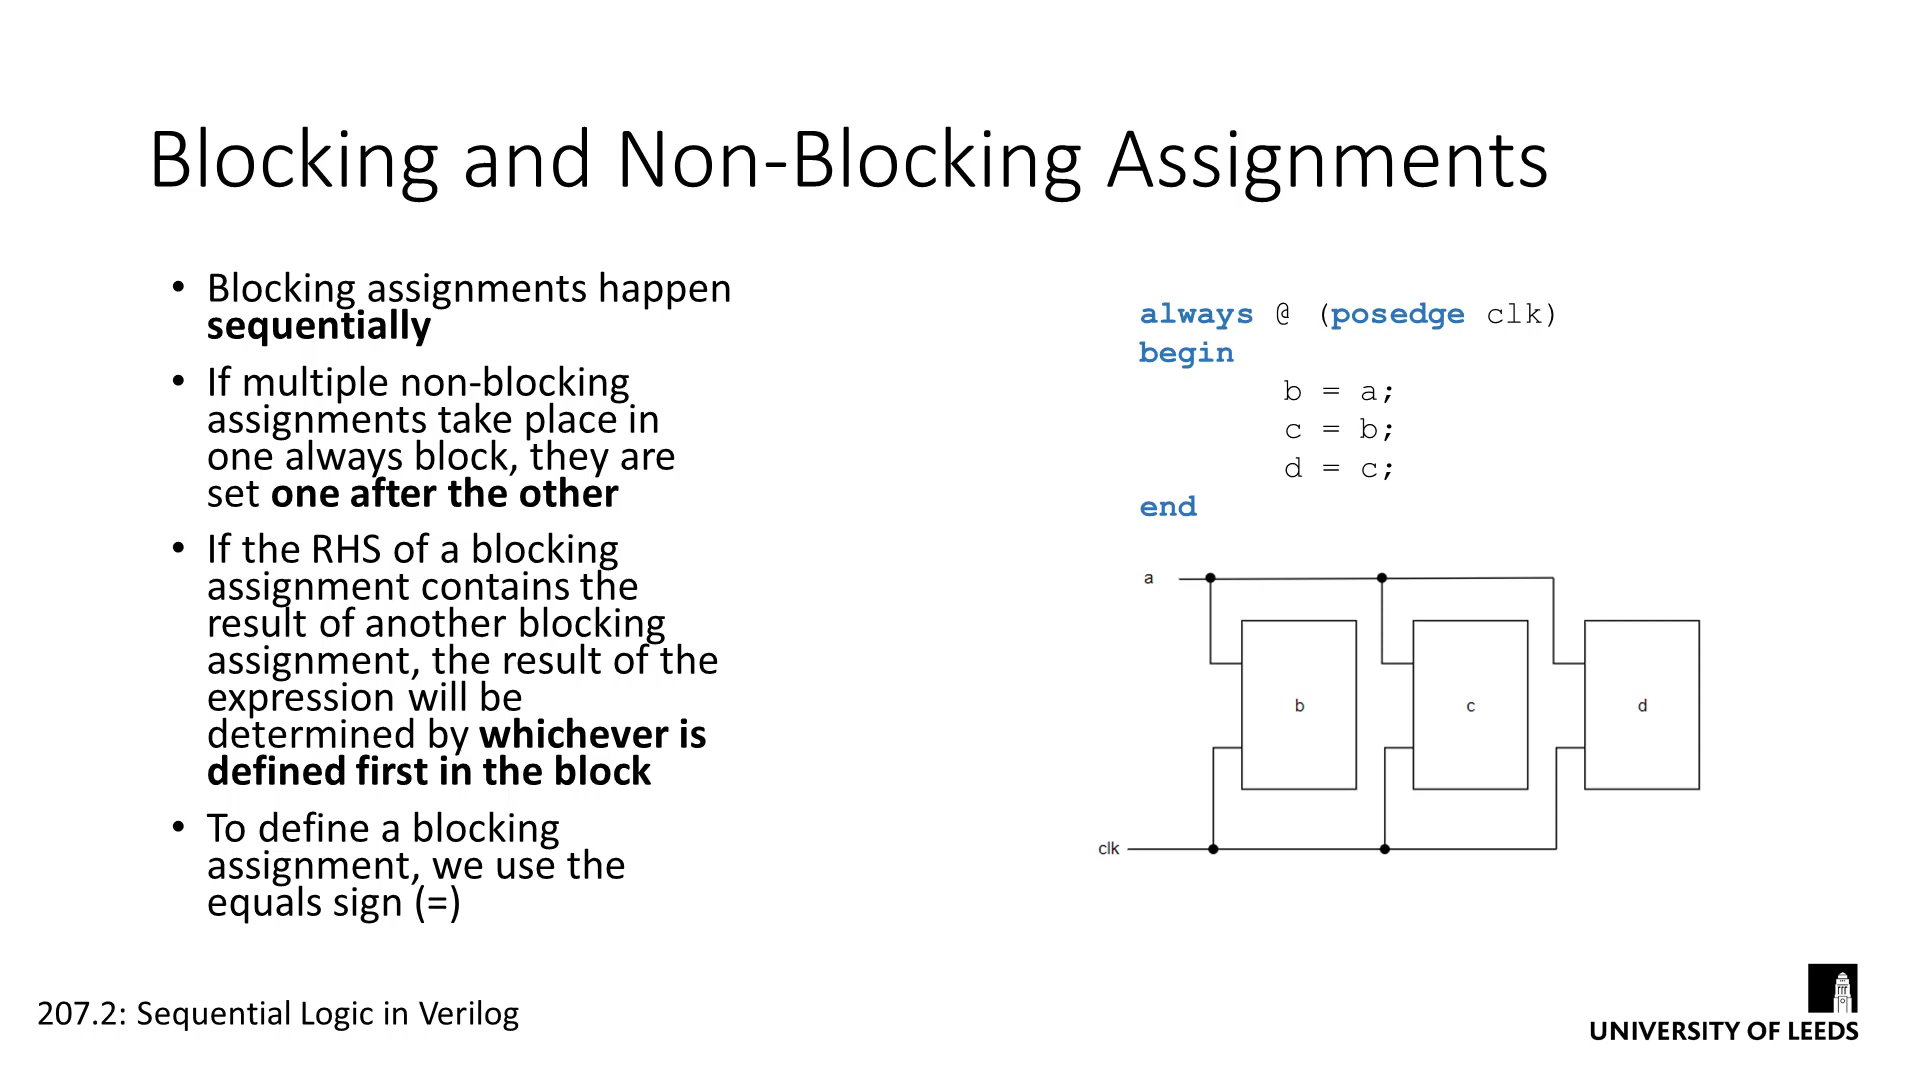 Blocking and Non-Blocking Assignments
• Blocking assignments happen
sequentially
• If multiple non-blocking
assignments take place in
one always block, they are
set one after the other
• If the RHS of a blocking
assignment contains the
result of another blocking
assignment, the result of the
expression will be
determined by whichever is
defined first in the block
• To define a blocking
assignment, we use the
equals sign (=)
always @ (posedge clk)
begin
b = a;
c = b;
d = c;
end
a
b
c
d
clk
207.2: Sequential Logic in Verilog
UNIVERSITY OF LEEDS